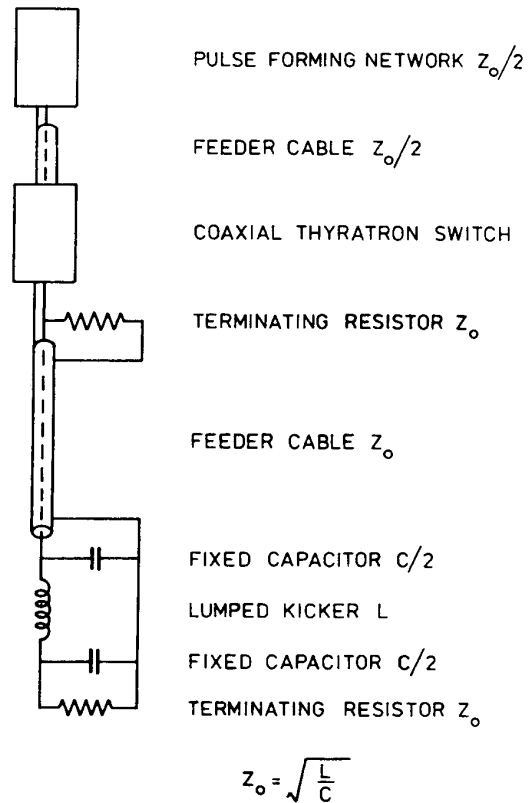 PULSE FORMING NETWORK Z₀/2
FEEDER CABLE Z₀/2
COAXIAL THYRATRON SWITCH
TERMINATING RESISTOR Z₀
FEEDER CABLE Z₀
FIXED CAPACITOR C/2
LUMPED KICKER L
FIXED CAPACITOR C/2
TERMINATING RESISTOR Z₀
Z₀ = √(L/C)